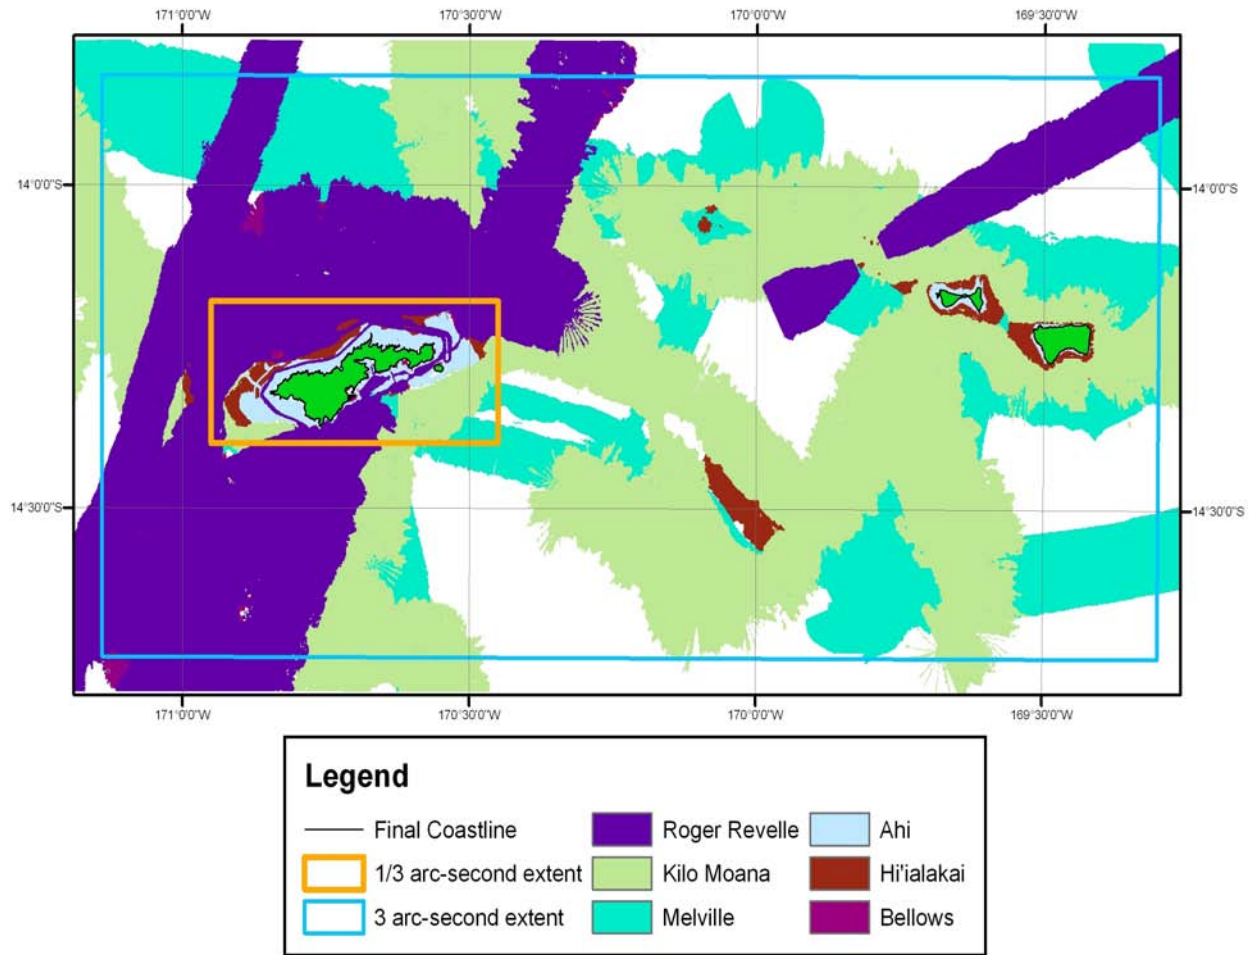 171°0'0"W 170°30'0"W 170°0'0"W 169°30'0"W
14°0'0"S 14°0'0"S
14°30'0"S 14°30'0"S
171°0'0"W 170°30'0"W 170°0'0"W 169°30'0"W
Legend
Final Coastline Roger Revelle Ahi
1/3 arc-second extent Kilo Moana Hi'ialakai
3 arc-second extent Melville Bellows